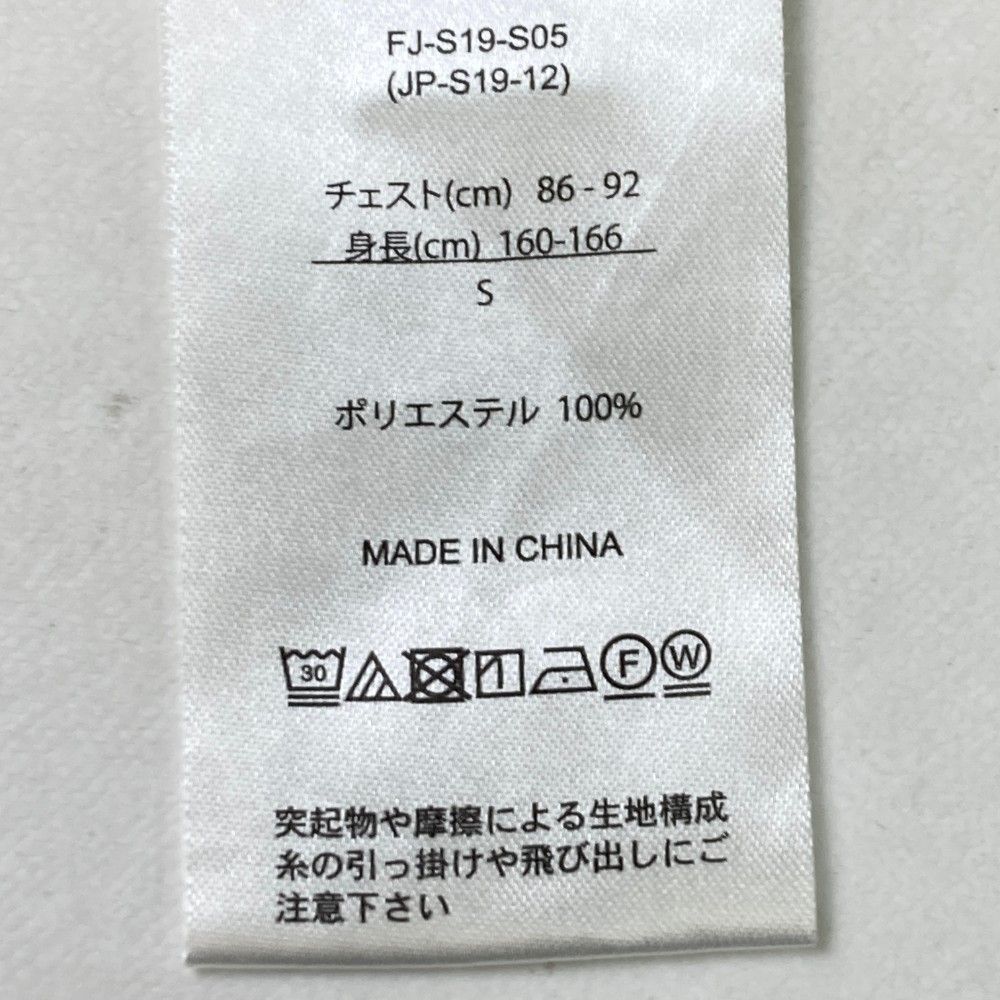 FJ-S19-S05
(JP-S19-12)
チェスト(cm) 86 - 92
身長(cm) 160-166
S
ポリエステル 100%
MADE IN CHINA
30 F W
突起物や摩擦による生地構成
糸の引っ掛けや飛び出しにご
注意下さい